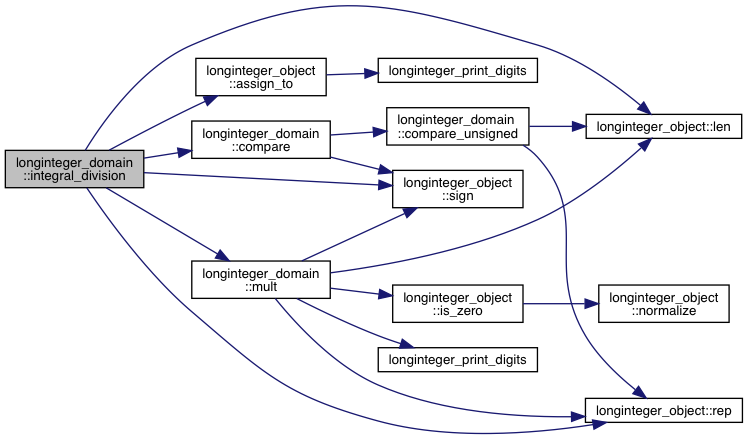 longinteger_domain
::integral_division
longinteger_object
::assign_to
longinteger_print_digits
longinteger_domain
::compare
longinteger_domain
::compare_unsigned
longinteger_object::len
longinteger_object
::sign
longinteger_domain
::mult
longinteger_object
::is_zero
longinteger_object
::normalize
longinteger_print_digits
longinteger_object::rep